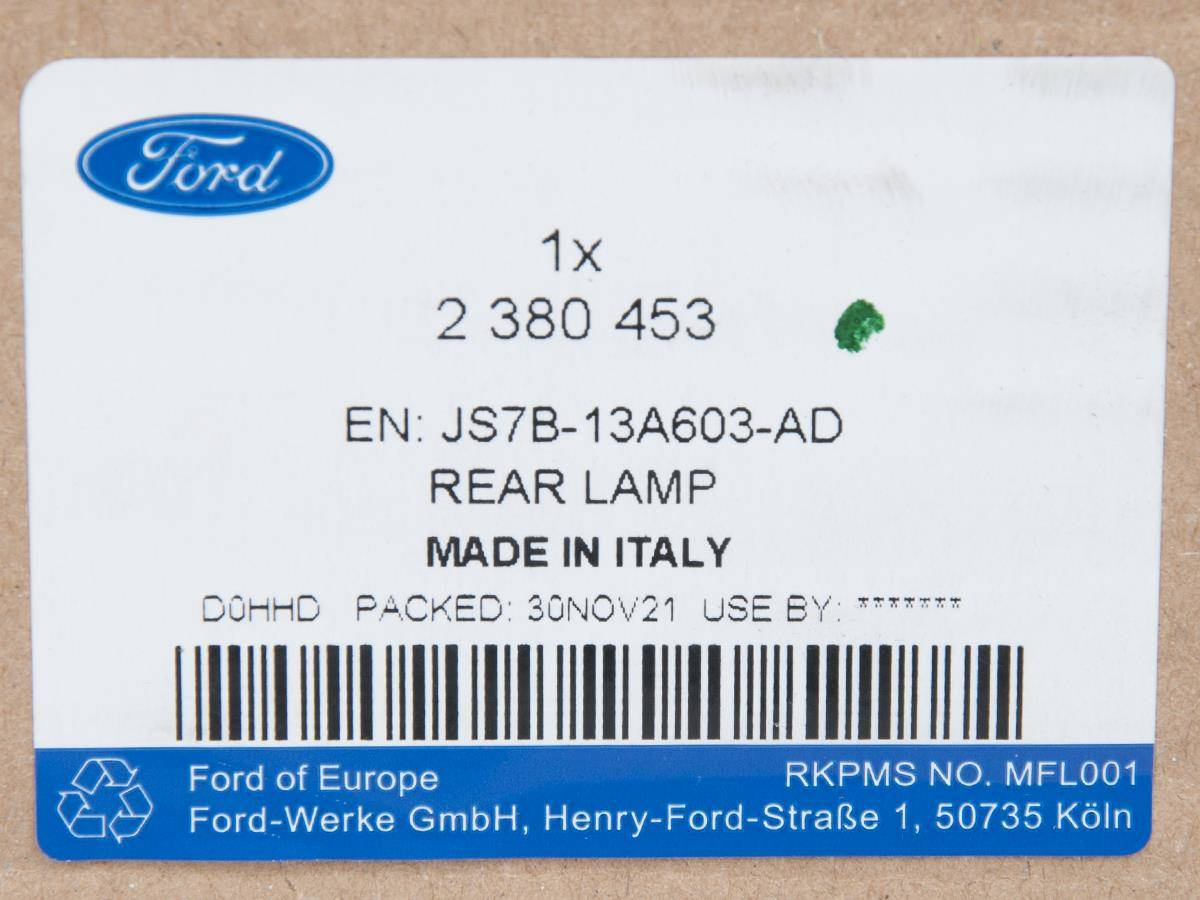 Ford
1x
2 380 453
EN: JS7B-13A603-AD
REAR LAMP
MADE IN ITALY
D0HHD PACKED: 30NOV21 USE BY: *******
Ford of Europe
RKPMS NO. MFL001
Ford-Werke GmbH, Henry-Ford-Straße 1, 50735 Köln